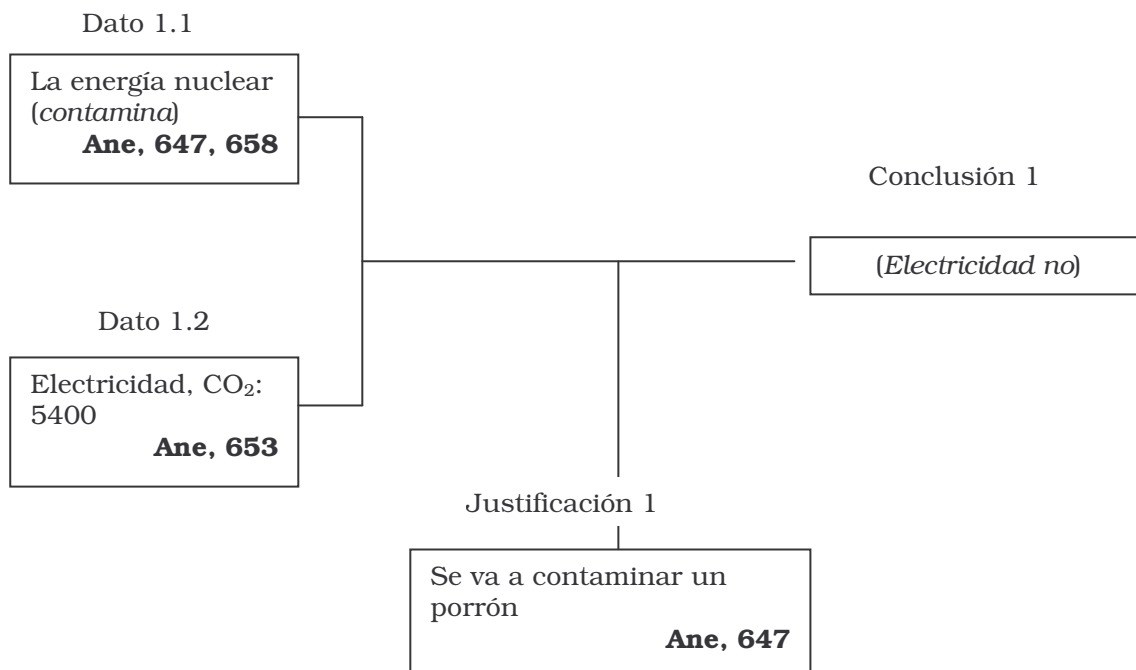 Dato 1.1
La energía nuclear
(contamina)
Ane, 647, 658
Conclusión 1
(Electricidad no)
Dato 1.2
Electricidad, CO₂:
5400
Ane, 653
Justificación 1
Se va a contaminar un
porrón
Ane, 647